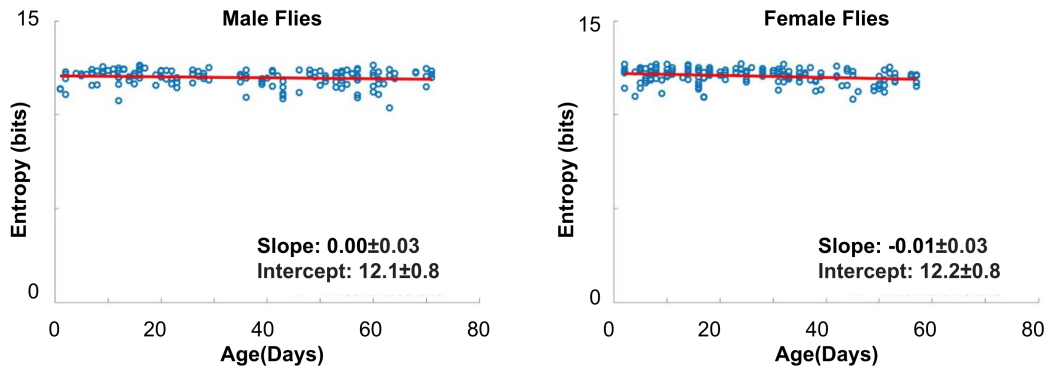 Male Flies
15
0
Entropy (bits)
Slope: 0.00±0.03
Intercept: 12.1±0.8
0 20 40 60 80
Age(Days)
Female Flies
15
0
Entropy (bits)
Slope: -0.01±0.03
Intercept: 12.2±0.8
0 20 40 60 80
Age(Days)